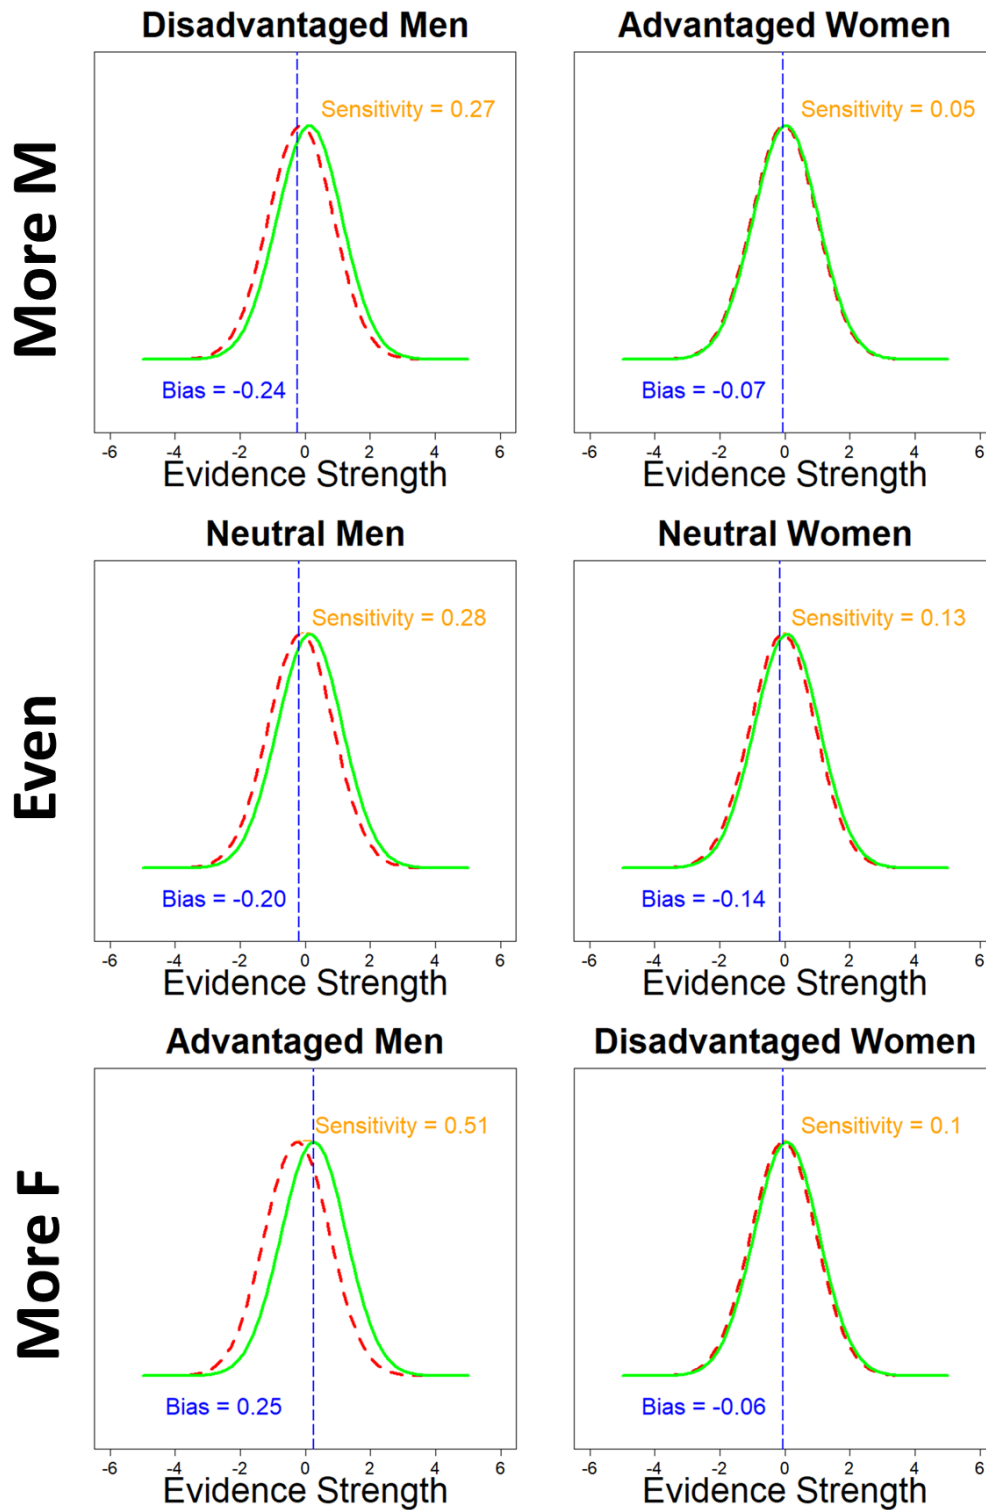 Disadvantaged Men
Advantaged Women
More M
Sensitivity = 0.27
Sensitivity = 0.05
Bias = -0.24
Bias = -0.07
-6 -4 -2 0 2 4 6
-6 -4 -2 0 2 4 6
Evidence Strength
Evidence Strength
Neutral Men
Neutral Women
Even
Sensitivity = 0.28
Sensitivity = 0.13
Bias = -0.20
Bias = -0.14
-6 -4 -2 0 2 4 6
-6 -4 -2 0 2 4 6
Evidence Strength
Evidence Strength
Advantaged Men
Disadvantaged Women
More F
Sensitivity = 0.51
Sensitivity = 0.1
Bias = 0.25
Bias = -0.06
-6 -4 -2 0 2 4 6
-6 -4 -2 0 2 4 6
Evidence Strength
Evidence Strength